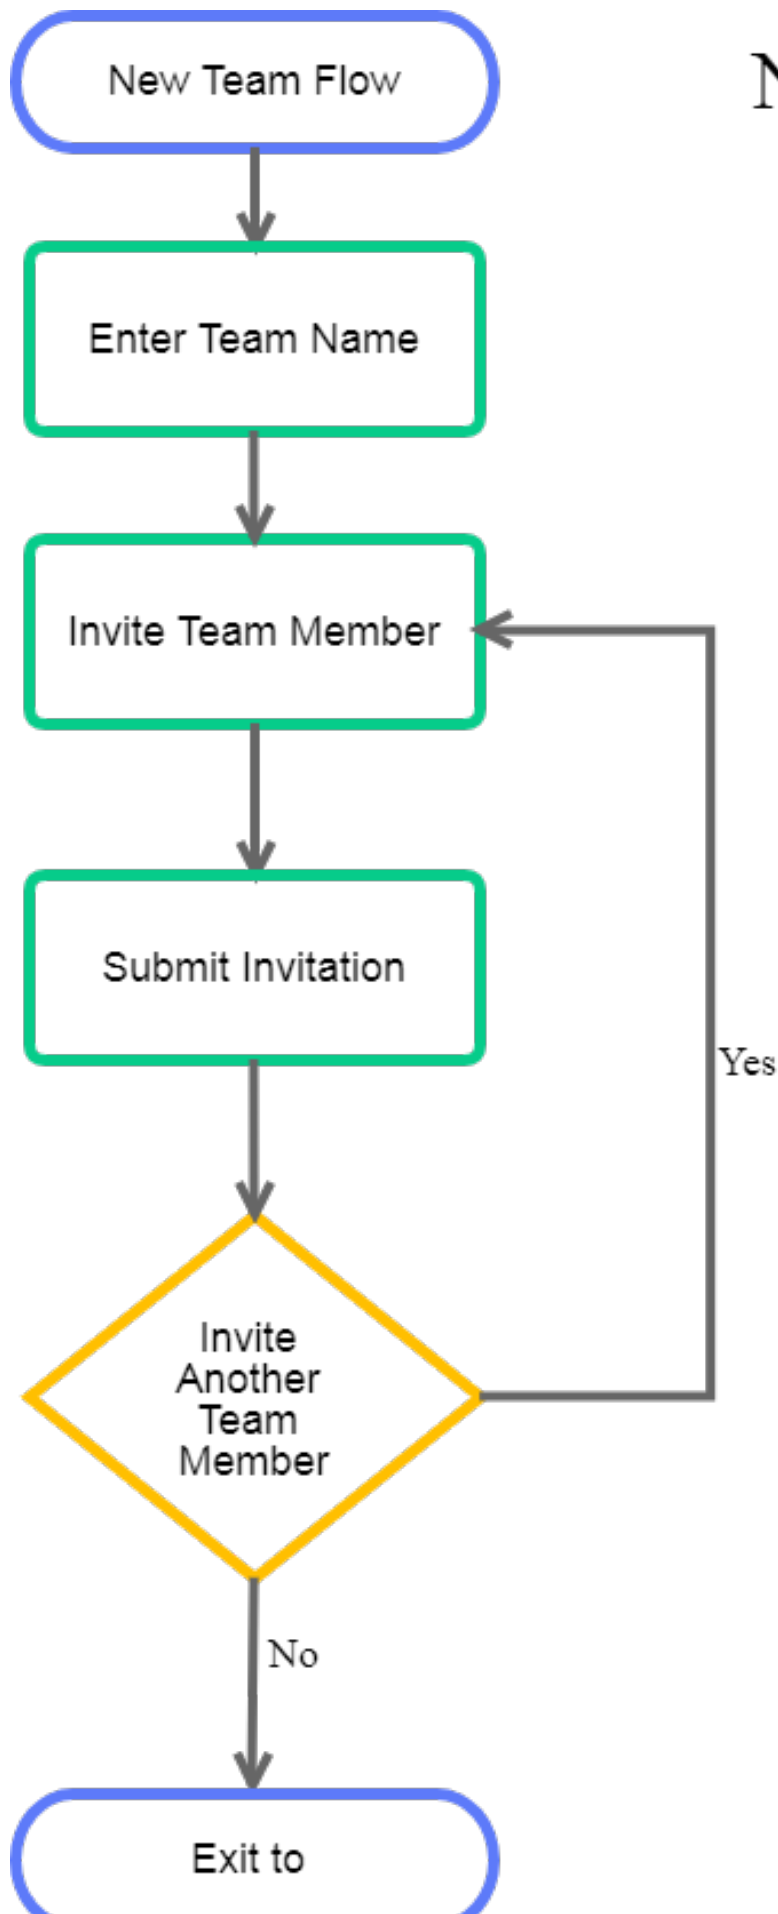 New Team Flow
N
Enter Team Name
Invite Team Member
Submit Invitation
Yes
Invite
Another
Team
Member
No
Exit to